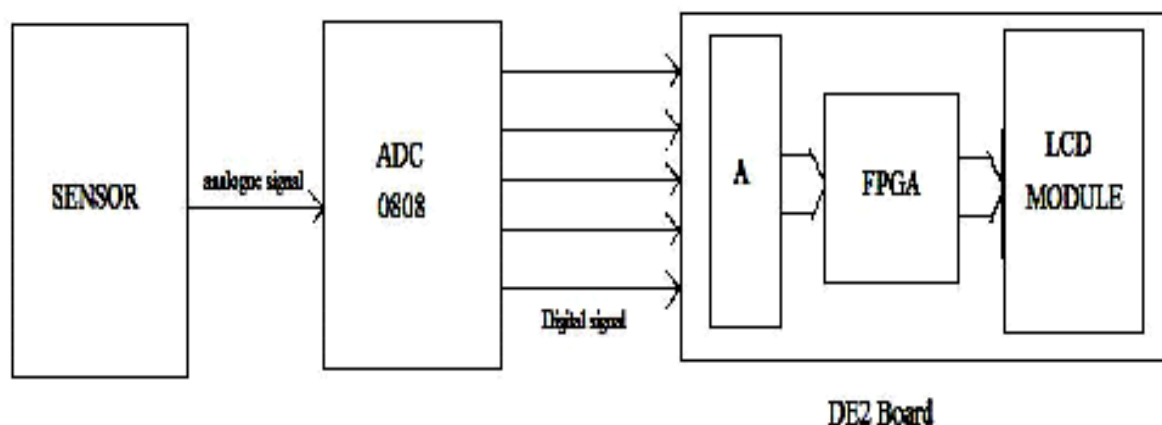 SENSOR
analogue signal
ADC
0808
Digital signal
A
FPGA
LCD
MODULE
DE2 Board